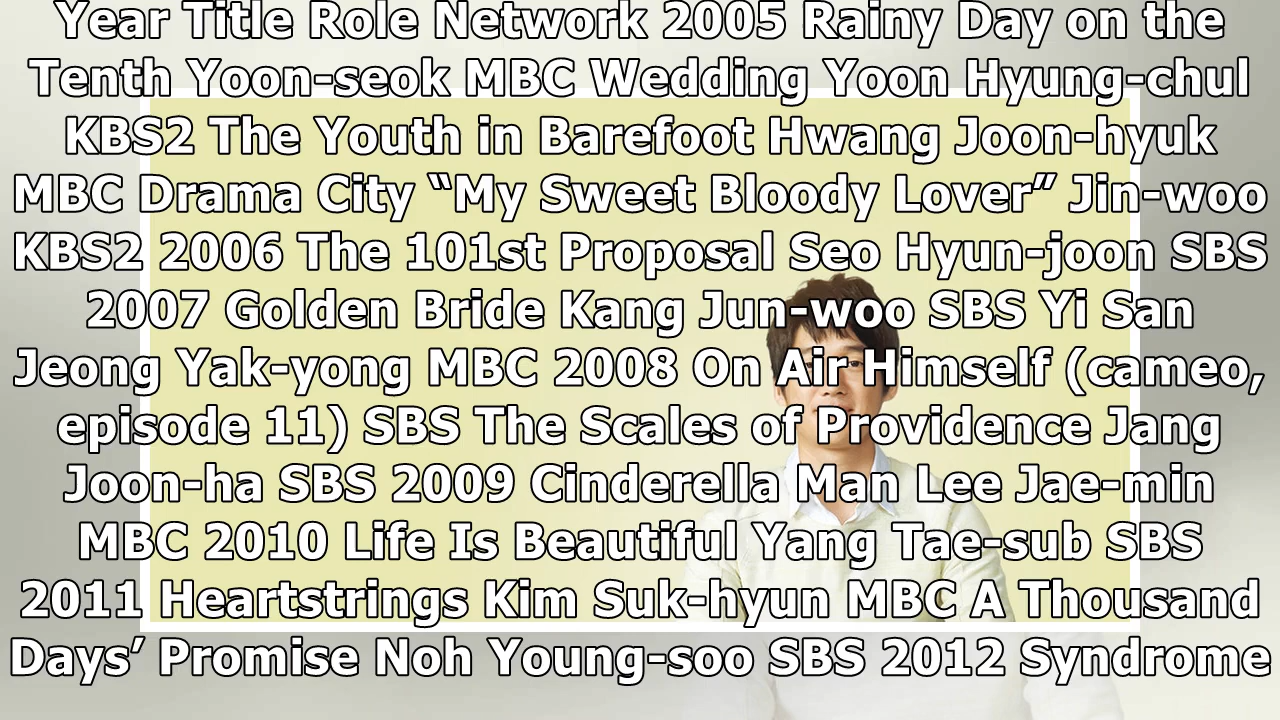 Year Title Role Network 2005 Rainy Day on the
Tenth Yoon-seok MBC Wedding Yoon Hyung-chul
KBS2 The Youth in Barefoot Hwang Joon-hyuk
MBC Drama City “My Sweet Bloody Lover” Jin-woo
KBS2 2006 The 101st Proposal Seo Hyun-joon SBS
2007 Golden Bride Kang Jun-woo SBS Yi San
Jeong Yak-yong MBC 2008 On Air Himself (cameo,
episode 11) SBS The Scales of Providence Jang
Joon-ha SBS 2009 Cinderella Man Lee Jae-min
MBC 2010 Life Is Beautiful Yang Tae-sub SBS
2011 Heartstrings Kim Suk-hyun MBC A Thousand
Days’ Promise Noh Young-soo SBS 2012 Syndrome